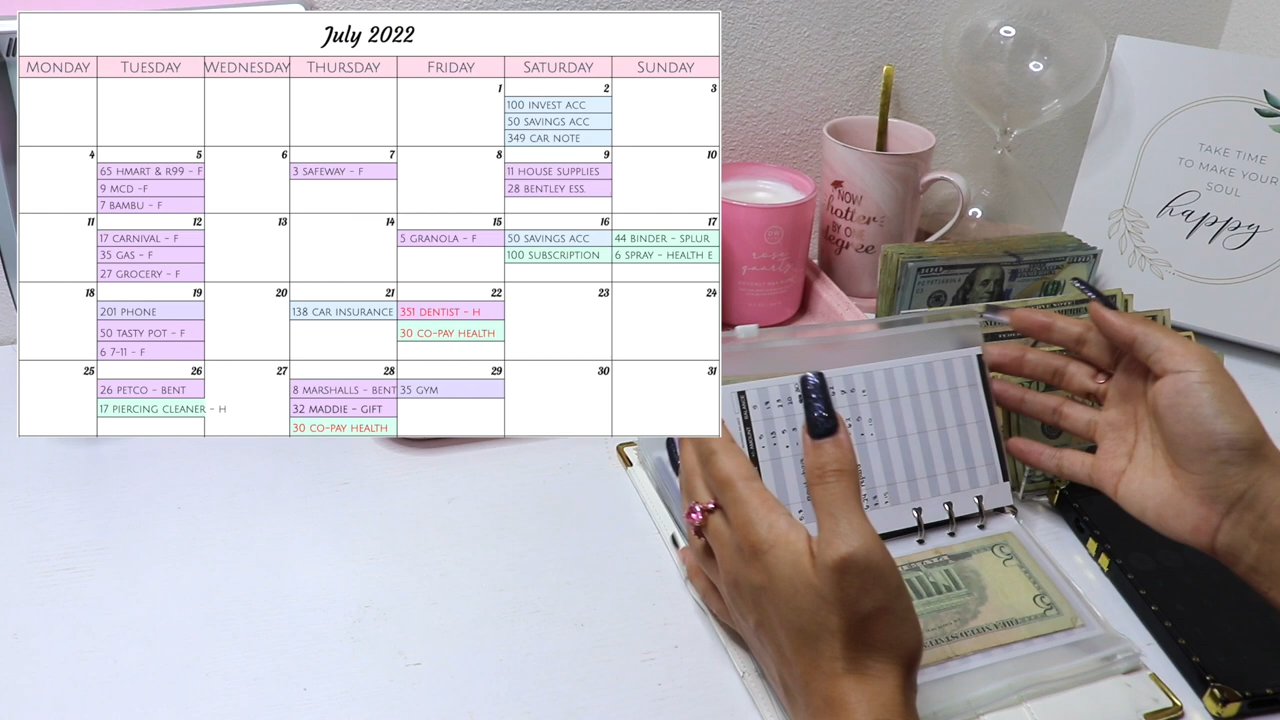 July 2022
MONDAY TUESDAY WEDNESDAY THURSDAY FRIDAY SATURDAY SUNDAY
1 2 3
100 INVEST ACC
50 SAVINGS ACC
349 CAR NOTE
4 5 6 7 8 9 10
65 HMART & R99 - F 3 SAFEWAY - F 11 HOUSE SUPPLIES
9 MCD -F 28 BENTLEY ESS.
7 BAMBU - F
11 12 13 14 15 16 17
17 CARNIVAL - F 5 GRANOLA - F 50 SAVINGS ACC 44 BINDER - SPLUR
35 GAS - F 100 SUBSCRIPTION 6 SPRAY - HEALTH E
27 GROCERY - F
18 19 20 21 22 23 24
201 PHONE 138 CAR INSURANCE 351 DENTIST - H
50 TASTY POT - F 30 CO-PAY HEALTH
6 7-11 - F
25 26 27 28 29 30 31
26 PETCO - BENT 8 MARSHALLS - BENT 35 GYM
17 PIERCING CLEANER - H 32 MADDIE - GIFT
30 CO-PAY HEALTH
NOW
hotter
BY ONE
degree
rose
quartz
TAKE TIME
TO MAKE YOUR
SOUL
happy
100